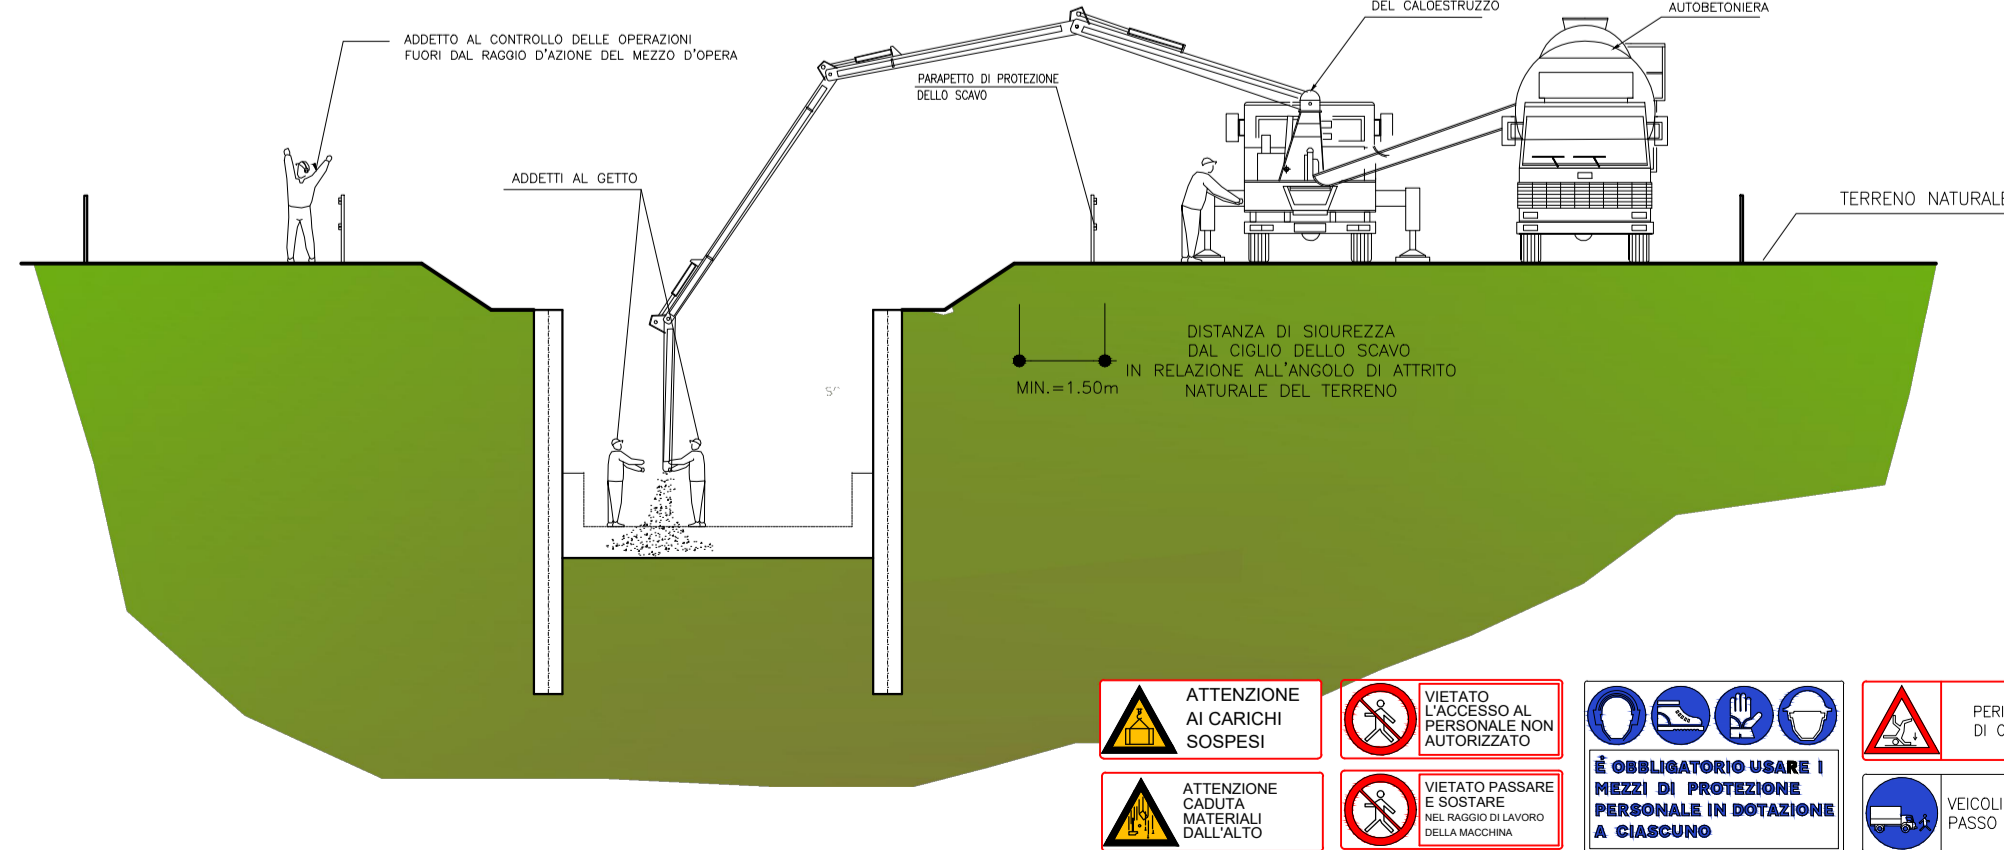 DEL CALOESTRUZZO
AUTOBETONIERA
ADDETTO AL CONTROLLO DELLE OPERAZIONI
FUORI DAL RAGGIO D'AZIONE DEL MEZZO D'OPERA
PARAPETTO DI PROTEZIONE
DELLO SCAVO
ADDETTI AL GETTO
TERRENO NATURALE
DISTANZA DI SIOUREZZA
DAL CIGLIO DELLO SCAVO
IN RELAZIONE ALL'ANGOLO DI ATTRITO
NATURALE DEL TERRENO
MIN.=1.50m
ATTENZIONE
AI CARICHI
SOSPESI
VIETATO
L'ACCESSO AL
PERSONALE NON
AUTORIZZATO
PERI
DI C
ATTENZIONE
CADUTA
MATERIALI
DALL'ALTO
VIETATO PASSARE
E SOSTARE
NEL RAGGIO DI LAVORO
DELLA MACCHINA
È OBBLIGATORIO USARE I
MEZZI DI PROTEZIONE
PERSONALE IN DOTAZIONE
A CIASCUNO
VEICOLI
PASSO